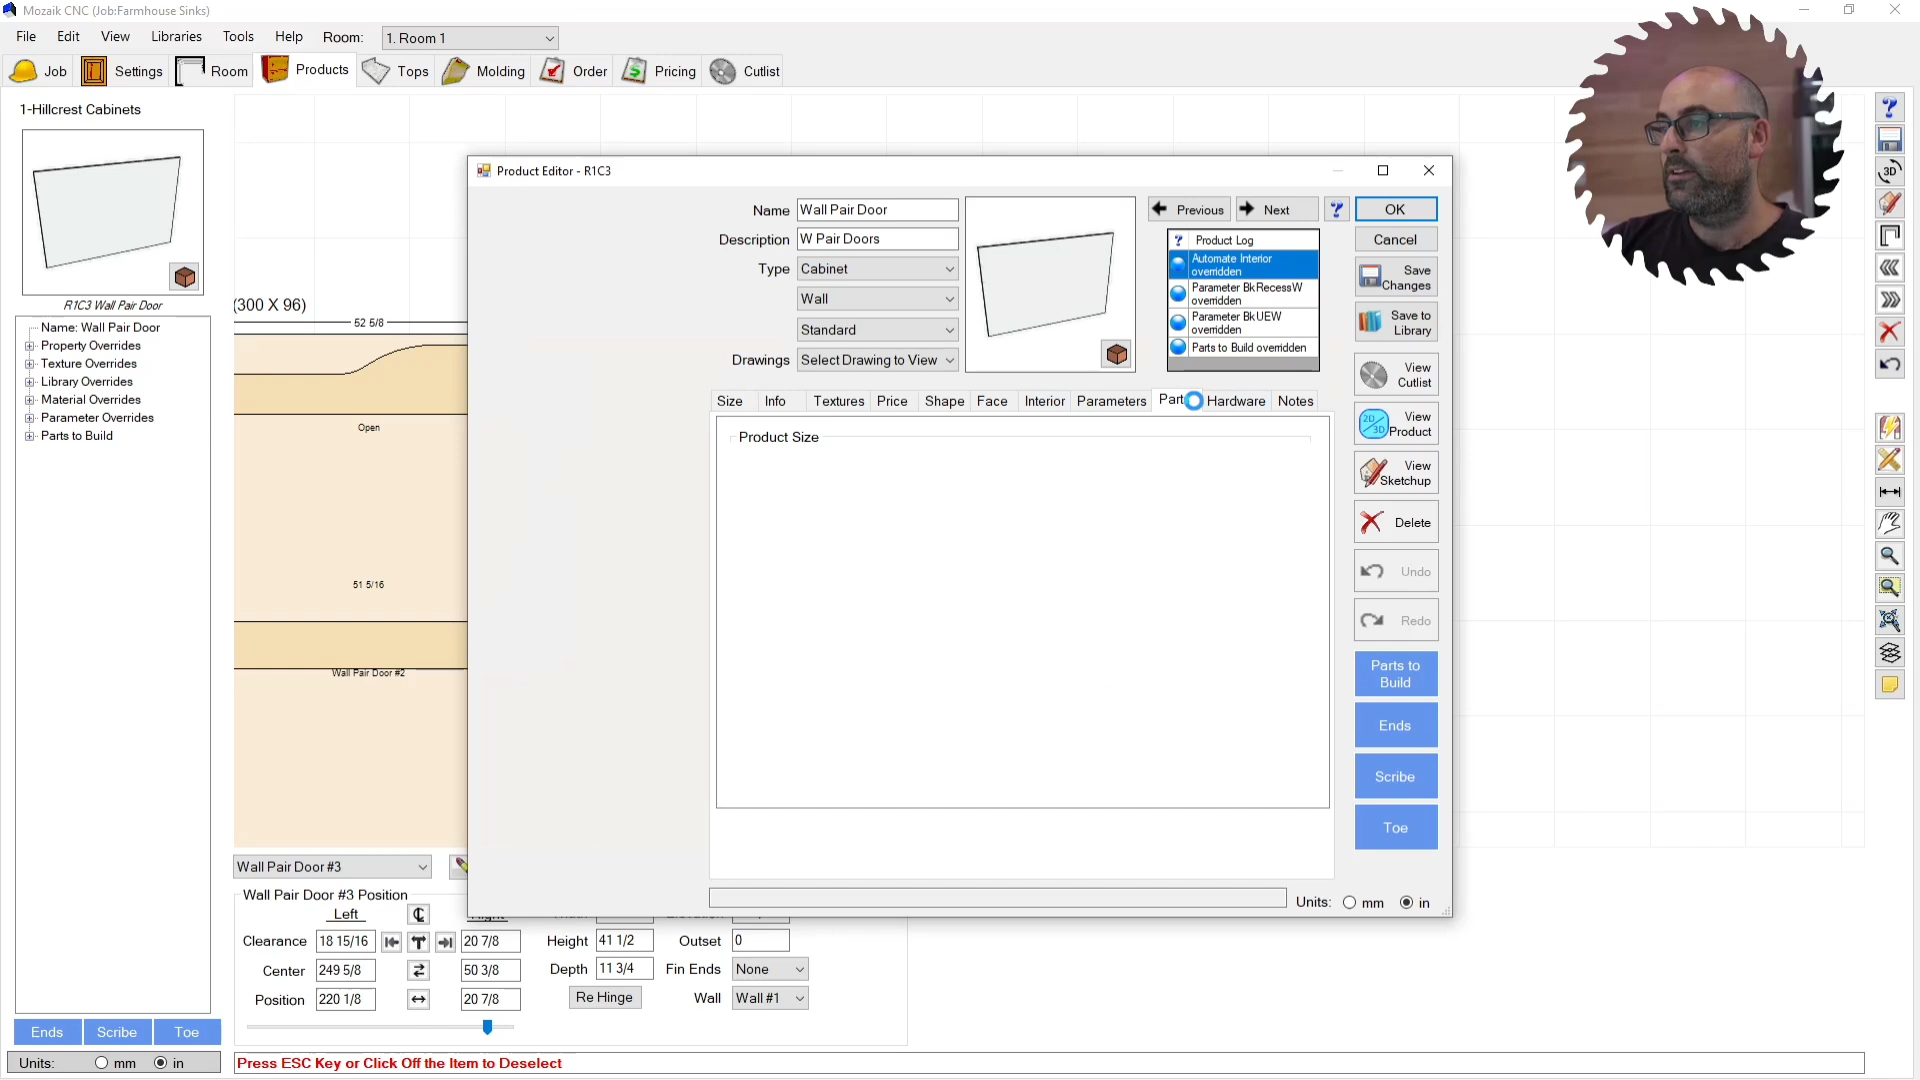 Mozaik CNC (Job:Farmhouse Sinks)
File Edit View Libraries Tools Help Room: 1. Room 1
Job Settings Room Products Tops Molding Order Pricing Cutlist
1-Hillcrest Cabinets
R1C3 Wall Pair Door
Name: Wall Pair Door
Property Overrides
Texture Overrides
Library Overrides
Material Overrides
Parameter Overrides
Parts to Build
Ends Scribe Toe
Units: mm in
(300 X 96)
52 5/8
Open
51 5/16
Wall Pair Door #2
Product Editor - R1C3
Name Wall Pair Door
Description W Pair Doors
Type Cabinet
Wall
Standard
Drawings Select Drawing to View
Previous Next ? OK
? Product Log
Automate Interior
overridden
Parameter BkRecessW
overridden
Parameter BkUEW
overridden
Parts to Build overridden
Cancel
Save
Changes
Save to
Library
View
Cutlist
2D/3D View
Product
View
Sketchup
Delete
Undo
Redo
Parts to
Build
Ends
Scribe
Toe
Size Info Textures Price Shape Face Interior Parameters Part Hardware Notes
Product Size
Units: mm in
Wall Pair Door #3
Wall Pair Door #3 Position
Left
Clearance 18 15/16 20 7/8 Height 41 1/2 Outset 0
Center 249 5/8 50 3/8 Depth 11 3/4 Fin Ends None
Position 220 1/8 20 7/8 Re Hinge Wall Wall #1
Press ESC Key or Click Off the Item to Deselect
?
3D